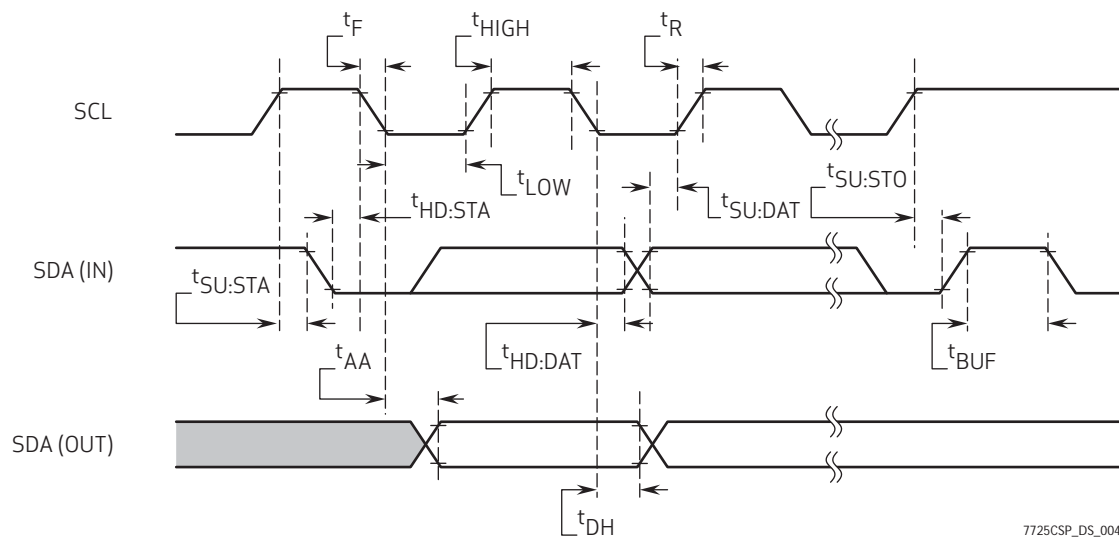 tF
tHIGH
tR
SCL
tLOW
tSU:STO
tHD:STA
tSU:DAT
SDA (IN)
tSU:STA
tAA
tHD:DAT
tBUF
SDA (OUT)
tDH
7725CSP_DS_004